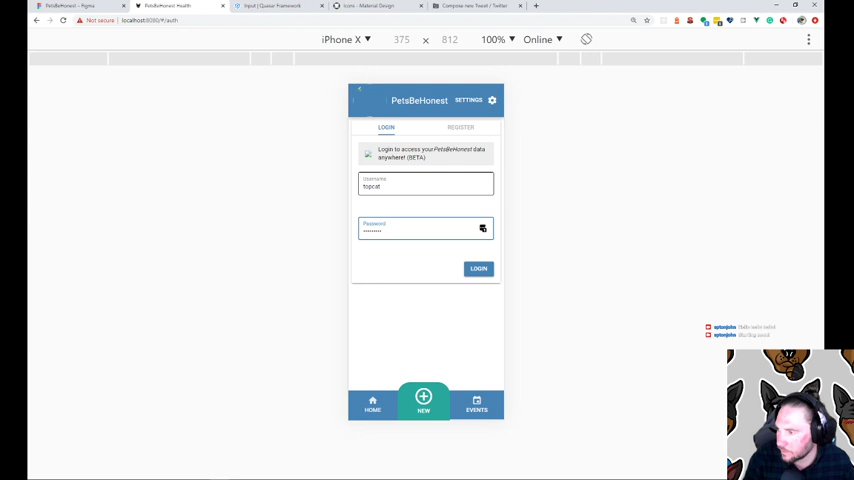 PetsBeHonest – Figma
PetsBeHonest Health
Input | Quasar Framework
Icons - Material Design
Compose new Tweet / Twitter
Not secure | localhost:8080/#/auth
iPhone X ▼ 375 × 812 100% ▼ Online ▼
PetsBeHonest SETTINGS
LOGIN REGISTER
Login to access your PetsBeHonest data
anywhere! (BETA)
Username
topcat
Password
LOGIN
HOME NEW EVENTS